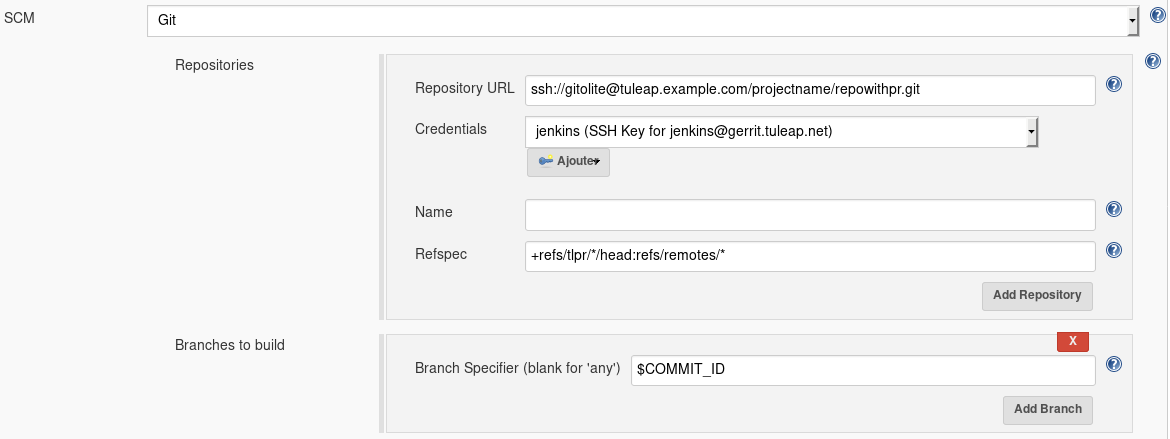 SCM
Git
Repositories
Repository URL
ssh://gitolite@tuleap.example.com/projectname/repowithpr.git
Credentials
jenkins (SSH Key for jenkins@gerrit.tuleap.net)
Ajouter
Name
Refspec
+refs/tlpr/*/head:refs/remotes/*
Add Repository
Branches to build
X
Branch Specifier (blank for 'any')
$COMMIT_ID
Add Branch